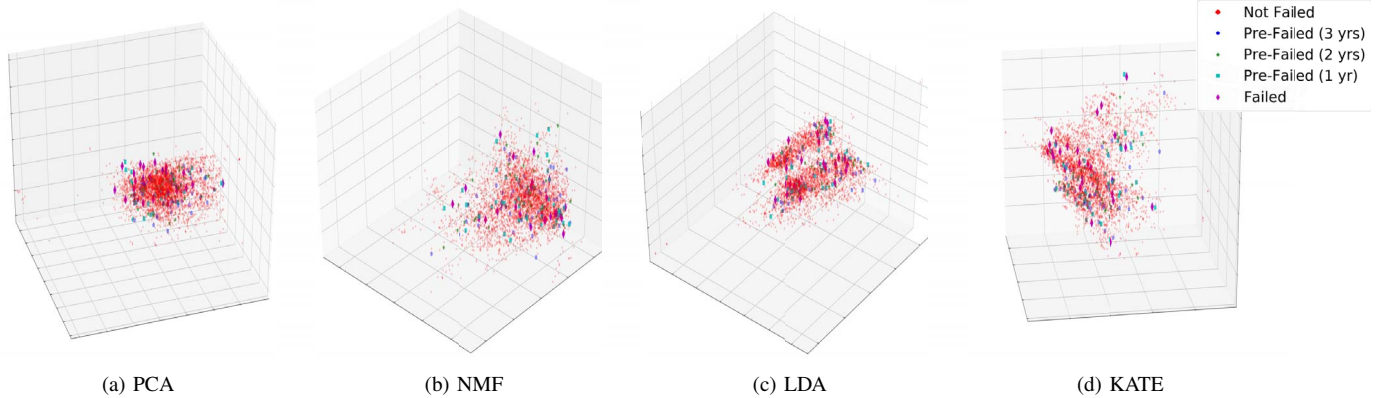 Not Failed
Pre-Failed (3 yrs)
Pre-Failed (2 yrs)
Pre-Failed (1 yr)
Failed
(a) PCA
(b) NMF
(c) LDA
(d) KATE